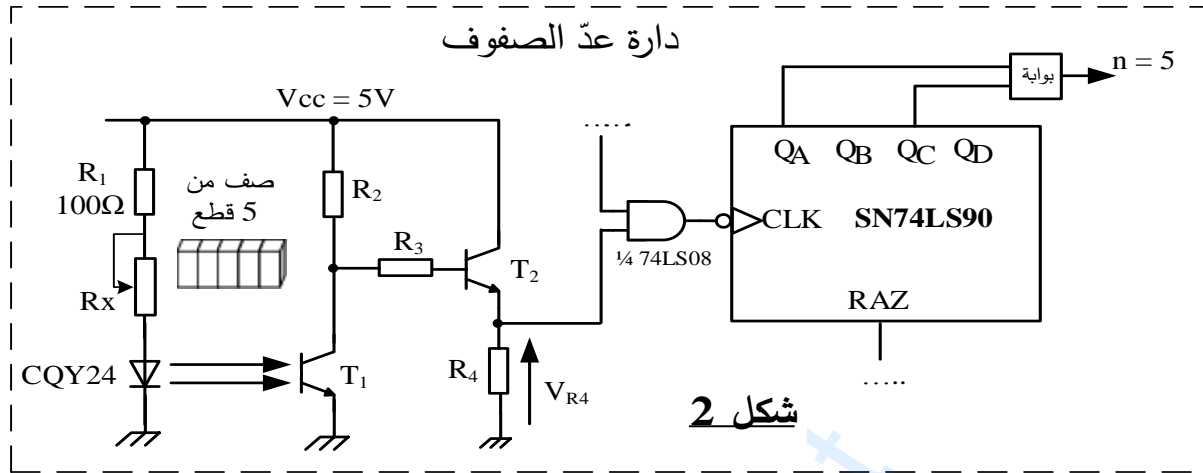 دارة عدّ الصفوف
Vcc = 5V
R1
100Ω
Rx
CQY24
صف من
5 قطع
R2
T1
R3
T2
R4
VR4
.....
¼ 74LS08
QA QB QC QD
CLK SN74LS90
RAZ
.....
بوابة
n = 5
شكل 2